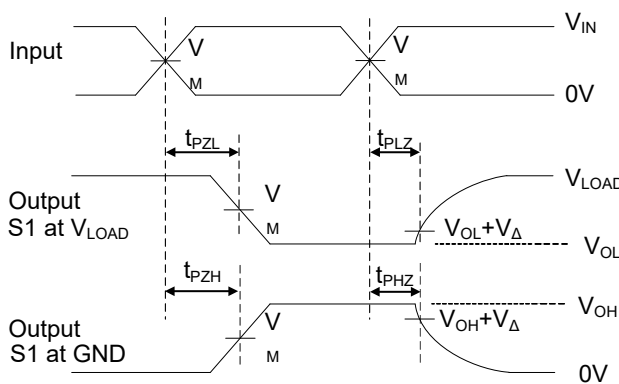 Input
V
M
V
M
V_IN
0V
t_PZL
t_PLZ
Output
S1 at V_LOAD
V
M
V_OL+V_Δ
V_LOAD
V_OL
t_PZH
t_PHZ
Output
S1 at GND
V
M
V_OH+V_Δ
V_OH
0V